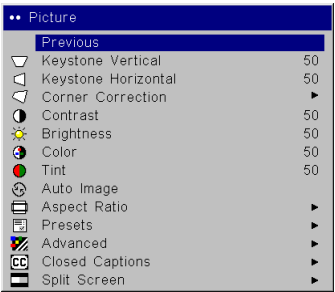 •• Picture
Previous
Keystone Vertical 50
Keystone Horizontal 50
Corner Correction
Contrast 50
Brightness 50
Color 50
Tint 50
Auto Image
Aspect Ratio
Presets
Advanced
CC Closed Captions
Split Screen